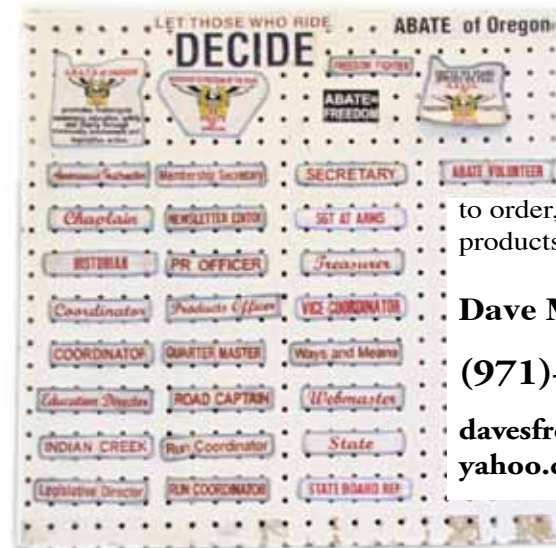 LET THOSE WHO RIDE
DECIDE
ABATE of Oregon
FREEDOM FIGHTER
ABATE=
FREEDOM
Membership Secretary
SECRETARY
ABATE VOLUNTEER
Chaplain
NEWSLETTER EDITOR
SGT AT ARMS
HISTORIAN
PR OFFICER
Treasurer
Coordinator
Products Officer
VICE COORDINATOR
COORDINATOR
QUARTER MASTER
Ways and Means
Education Director
ROAD CAPTAIN
Webmaster
INDIAN CREEK
Run Coordinator
State
Legislative Director
RUN COORDINATOR
STATE BOARD REP
to order,
products
Dave M
(971)-
davesfre
yahoo.c